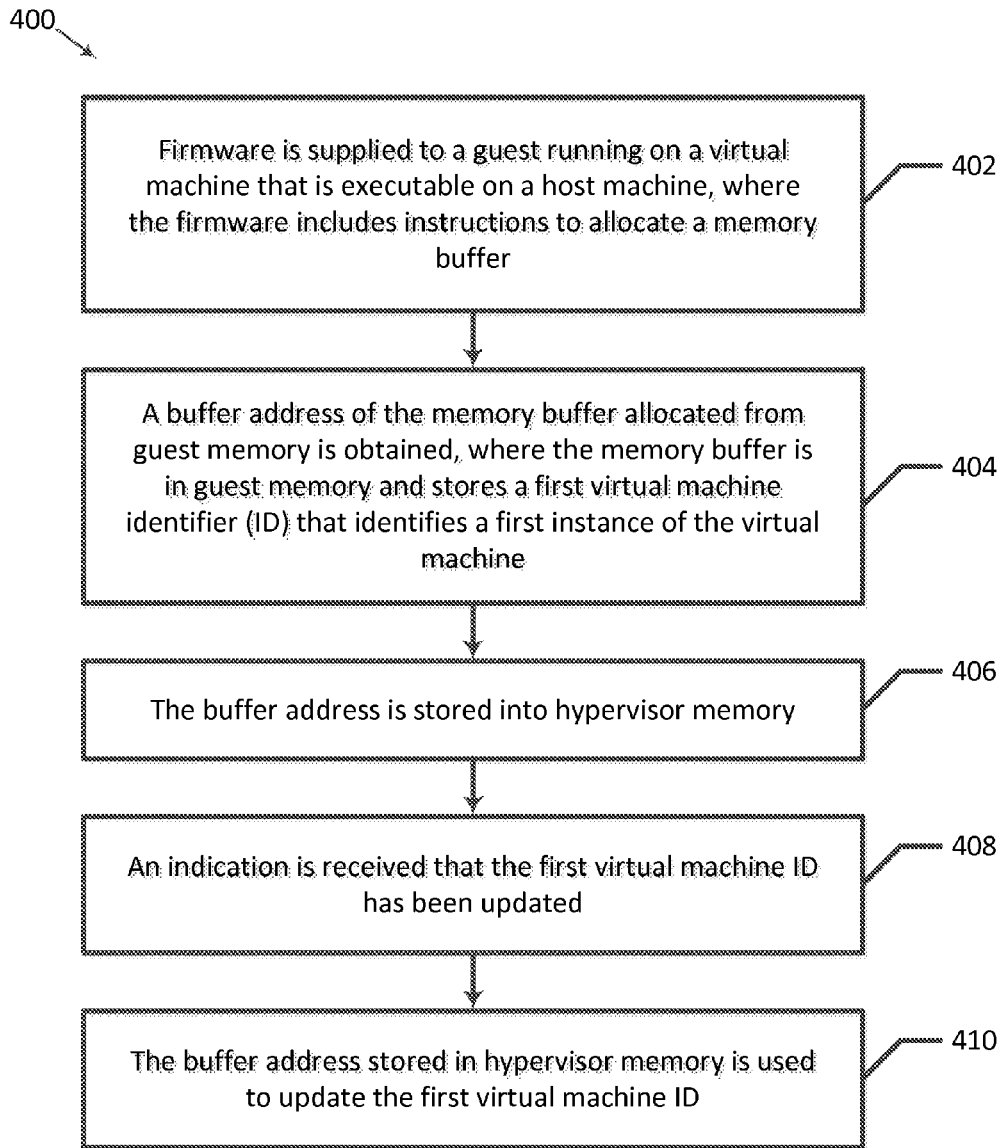 400
Firmware is supplied to a guest running on a virtual
machine that is executable on a host machine, where
the firmware includes instructions to allocate a memory
buffer
402
A buffer address of the memory buffer allocated from
guest memory is obtained, where the memory buffer is
in guest memory and stores a first virtual machine
identifier (ID) that identifies a first instance of the virtual
machine
404
The buffer address is stored into hypervisor memory
406
An indication is received that the first virtual machine ID
has been updated
408
The buffer address stored in hypervisor memory is used
to update the first virtual machine ID
410